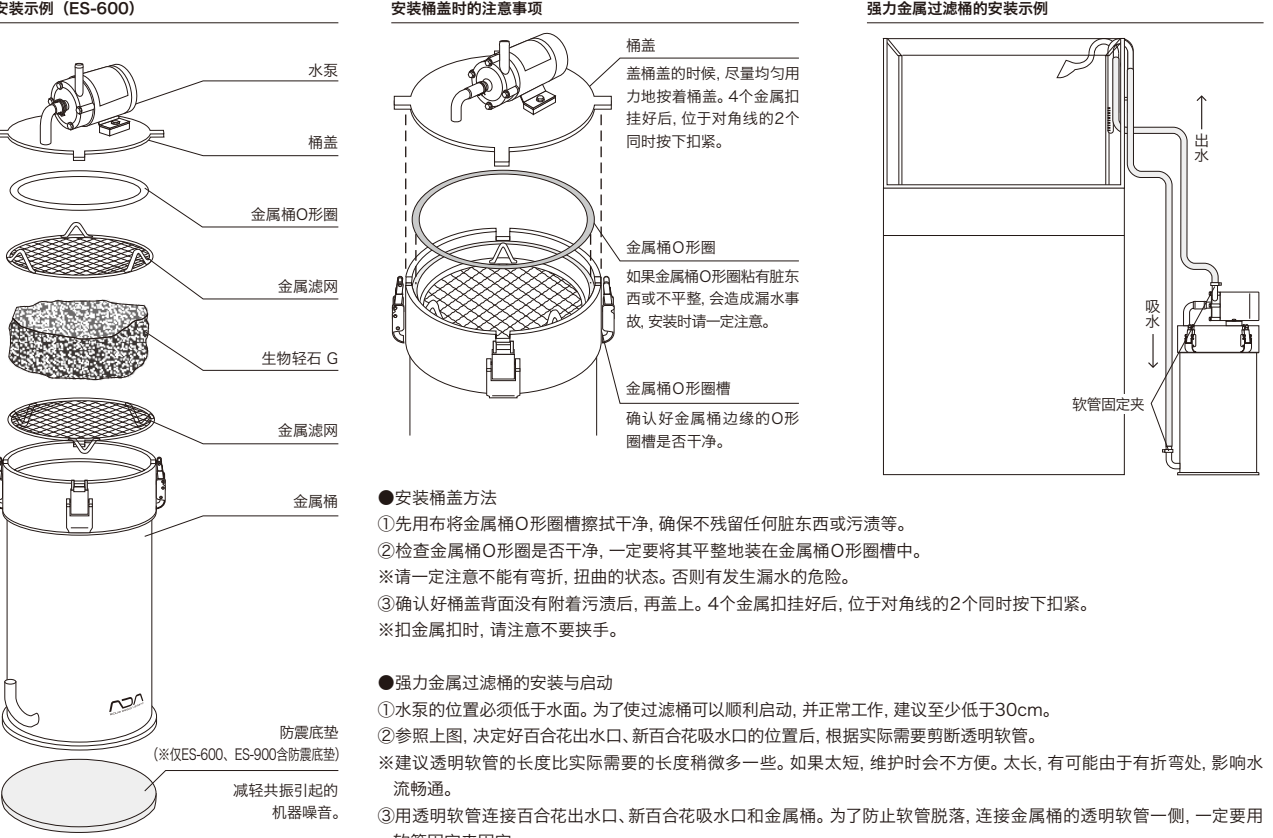 安装示例（ES-600）
水泵
桶盖
金属桶O形圈
金属滤网
生物轻石 G
金属滤网
金属桶
ADA
防震底垫
(※仅ES-600、ES-900含防震底垫)
减轻共振引起的
机器噪音。
安装桶盖时的注意事项
桶盖
盖桶盖的时候, 尽量均匀用
力地按着桶盖。4个金属扣
挂好后, 位于对角线的2个
同时按下扣紧。
金属桶O形圈
如果金属桶O形圈粘有脏东
西或不平整, 会造成漏水事
故, 安装时请一定注意。
金属桶O形圈槽
确认好金属桶边缘的O形
圈槽是否干净。
强力金属过滤桶的安装示例
出水
吸水
软管固定夹
●安装桶盖方法
①先用布将金属桶O形圈槽擦拭干净, 确保不残留任何脏东西或污渍等。
②检查金属桶O形圈是否干净, 一定要将其平整地装在金属桶O形圈槽中。
※请一定注意不能有弯折, 扭曲的状态。否则有发生漏水的危险。
③确认好桶盖背面没有附着污渍后, 再盖上。4个金属扣挂好后, 位于对角线的2个同时按下扣紧。
※扣金属扣时, 请注意不要挟手。
●强力金属过滤桶的安装与启动
①水泵的位置必须低于水面。为了使过滤桶可以顺利启动, 并正常工作, 建议至少低于30cm。
②参照上图, 决定好百合花出水口、新百合花吸水口的位置后, 根据实际需要剪断透明软管。
※建议透明软管的长度比实际需要的长度稍微多一些。如果太短, 维护时会不方便。太长, 有可能由于有折弯处, 影响水
流畅通。
③用透明软管连接百合花出水口、新百合花吸水口和金属桶。为了防止软管脱落, 连接金属桶的透明软管一侧, 一定要用